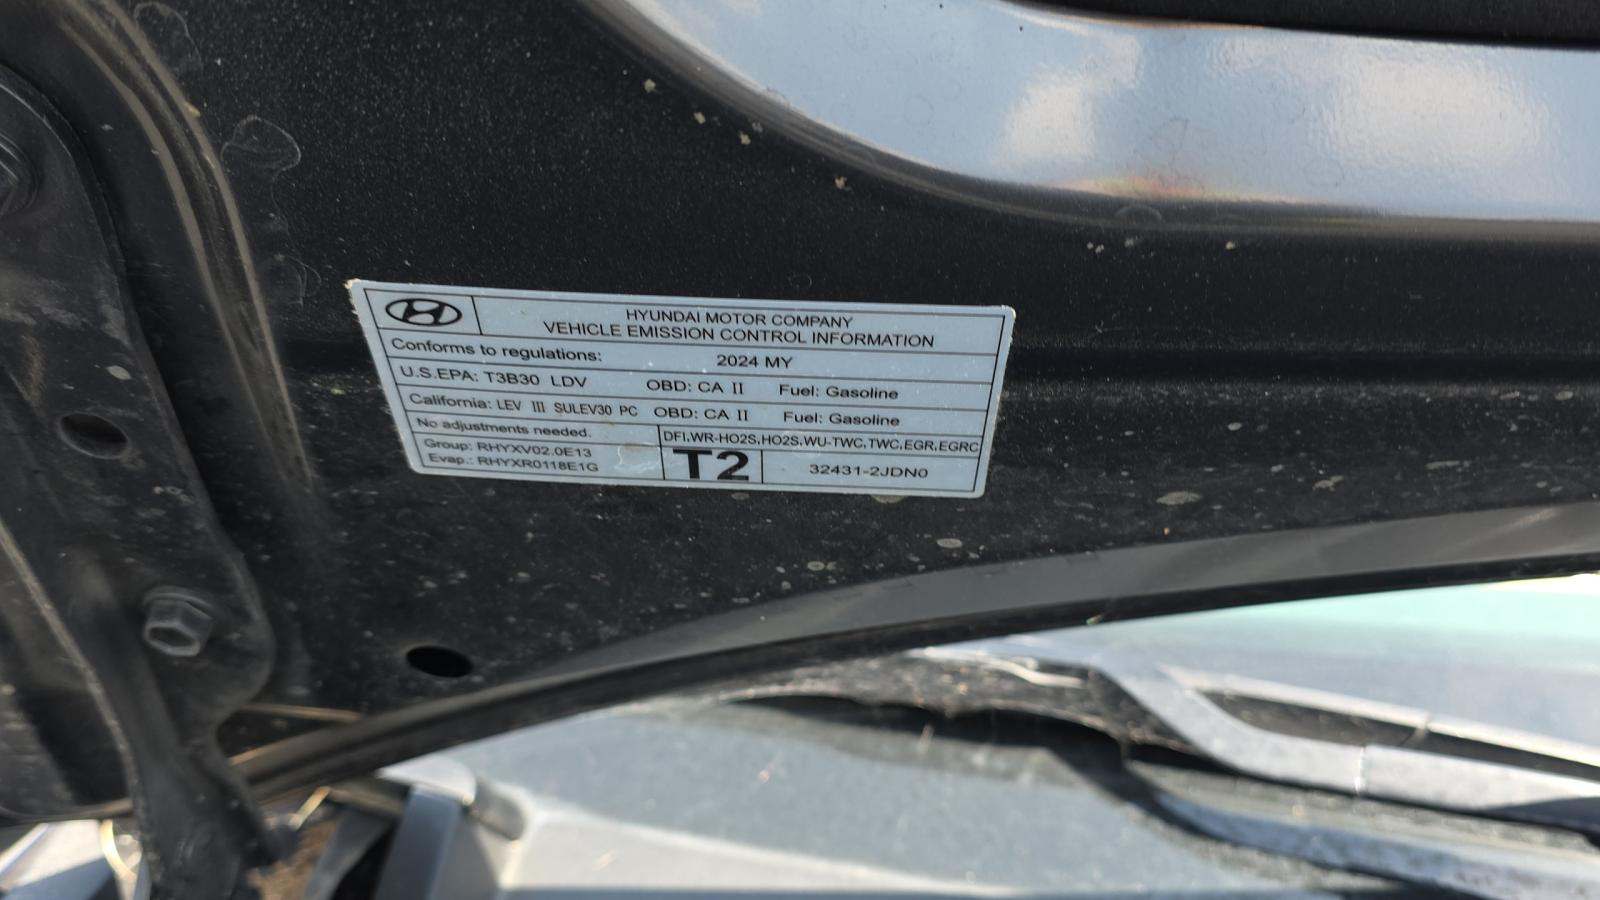 HYUNDAI MOTOR COMPANY
VEHICLE EMISSION CONTROL INFORMATION
Conforms to regulations: 2024 MY
U.S.EPA: T3B30 LDV OBD: CA II Fuel: Gasoline
California: LEV III SULEV30 PC OBD: CA II Fuel: Gasoline
No adjustments needed.
DFI,WR-HO2S,HO2S,WU-TWC,TWC,EGR,EGRC
Group: RHYXV02.0E13
Evap.: RHYXR0118E1G
T2
32431-2JDN0